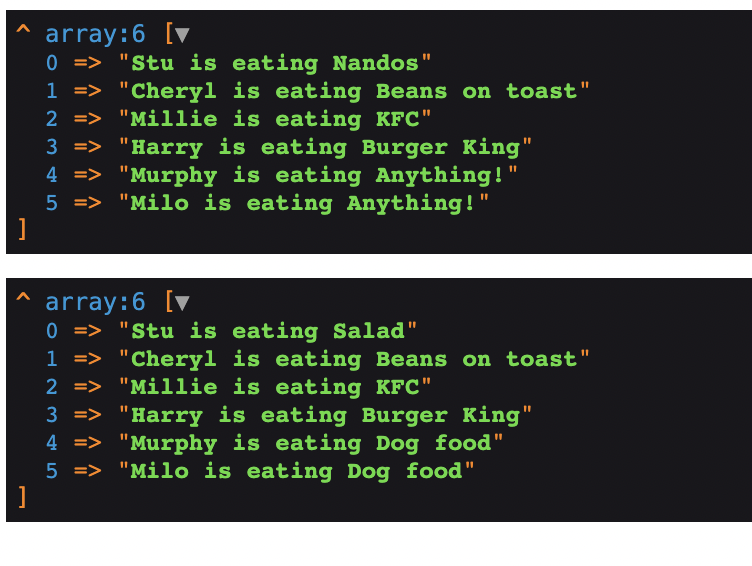 ^ array:6 [▼
  0 => "Stu is eating Nandos"
  1 => "Cheryl is eating Beans on toast"
  2 => "Millie is eating KFC"
  3 => "Harry is eating Burger King"
  4 => "Murphy is eating Anything!"
  5 => "Milo is eating Anything!"
]
^ array:6 [▼
  0 => "Stu is eating Salad"
  1 => "Cheryl is eating Beans on toast"
  2 => "Millie is eating KFC"
  3 => "Harry is eating Burger King"
  4 => "Murphy is eating Dog food"
  5 => "Milo is eating Dog food"
]